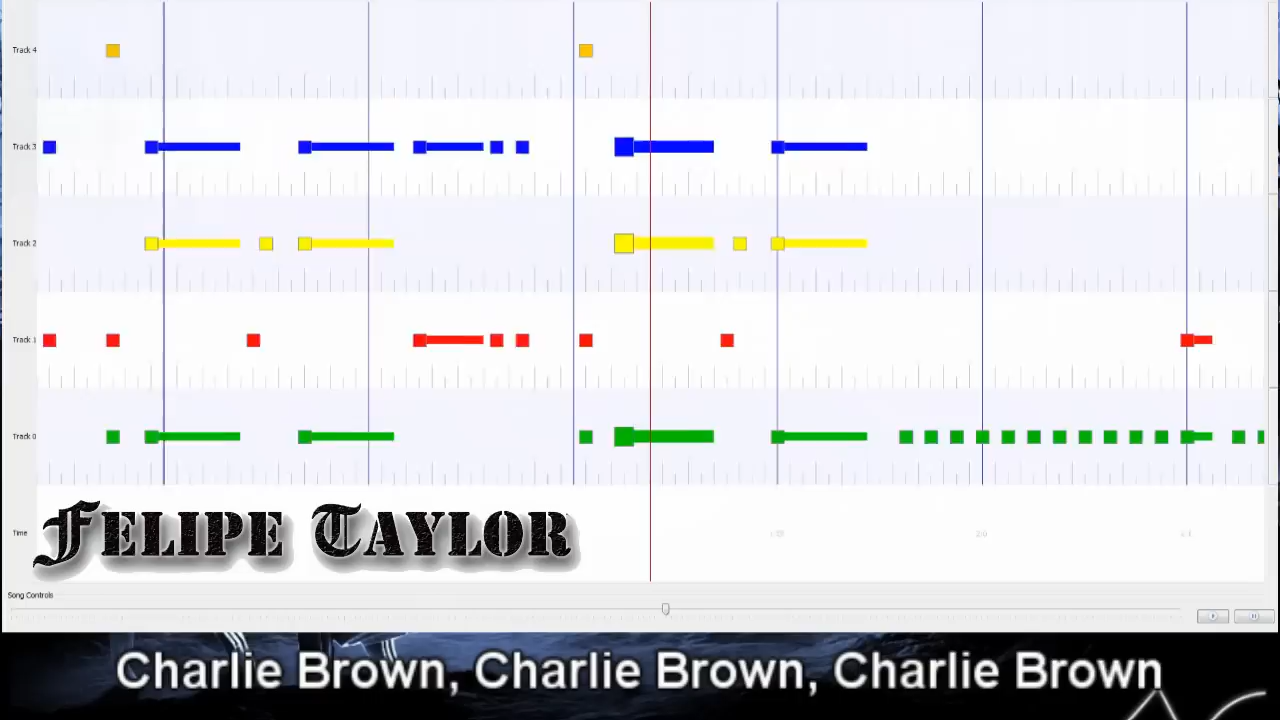 Track 4
Track 3
Track 2
Track 1
Track 0
Time
FELIPE TAYLOR
Song Controls
Charlie Brown, Charlie Brown, Charlie Brown